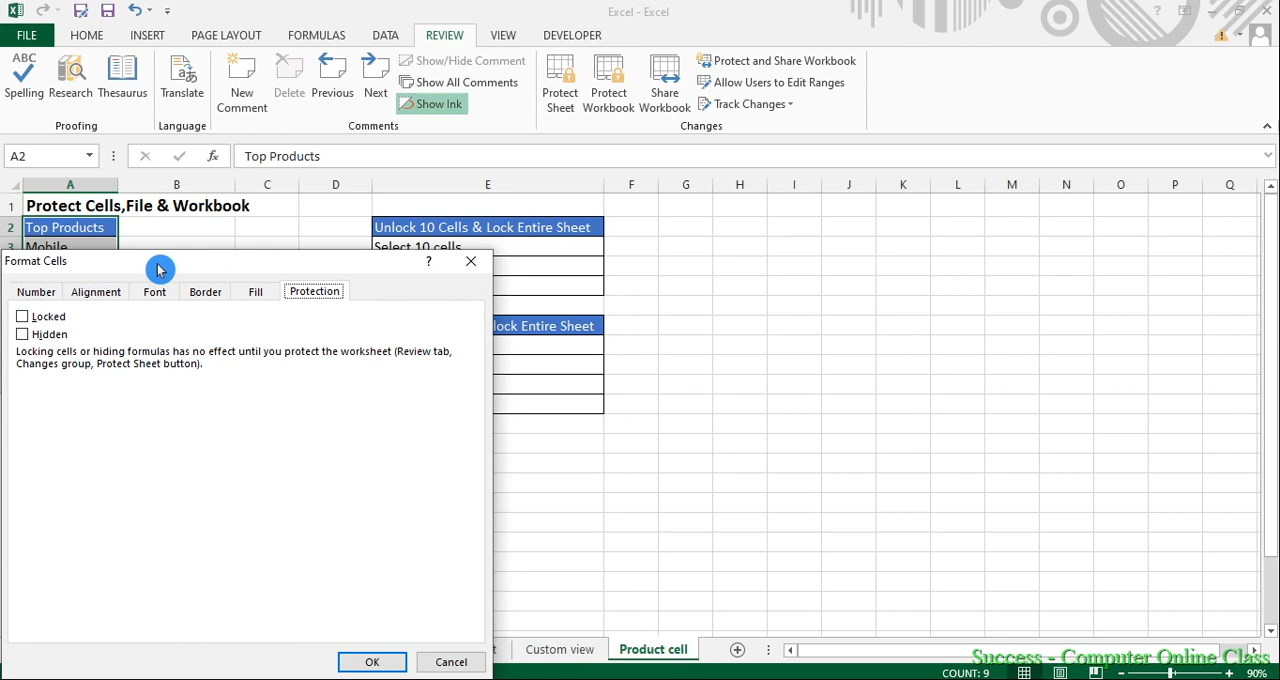 Excel - Excel
FILE HOME INSERT PAGE LAYOUT FORMULAS DATA REVIEW VIEW DEVELOPER
ABC
Spelling Research Thesaurus
Proofing
Translate
Language
New Comment
Delete Previous Next
Show/Hide Comment
Show All Comments
Show Ink
Comments
Protect Sheet
Protect Workbook
Share Workbook
Protect and Share Workbook
Allow Users to Edit Ranges
Track Changes
Changes
A2 fx Top Products
A B C D E F G H I J K L M N O P Q
1 Protect Cells,File & Workbook
2 Top Products Unlock 10 Cells & Lock Entire Sheet
3 Mobile Select 10 cells
Format Cells ?
Number Alignment Font Border Fill Protection
Locked
Hidden
Locking cells or hiding formulas has no effect until you protect the worksheet (Review tab,
Changes group, Protect Sheet button).
lock Entire Sheet
OK Cancel
t Custom view Product cell
Success - Computer Online Class
COUNT: 9 90%